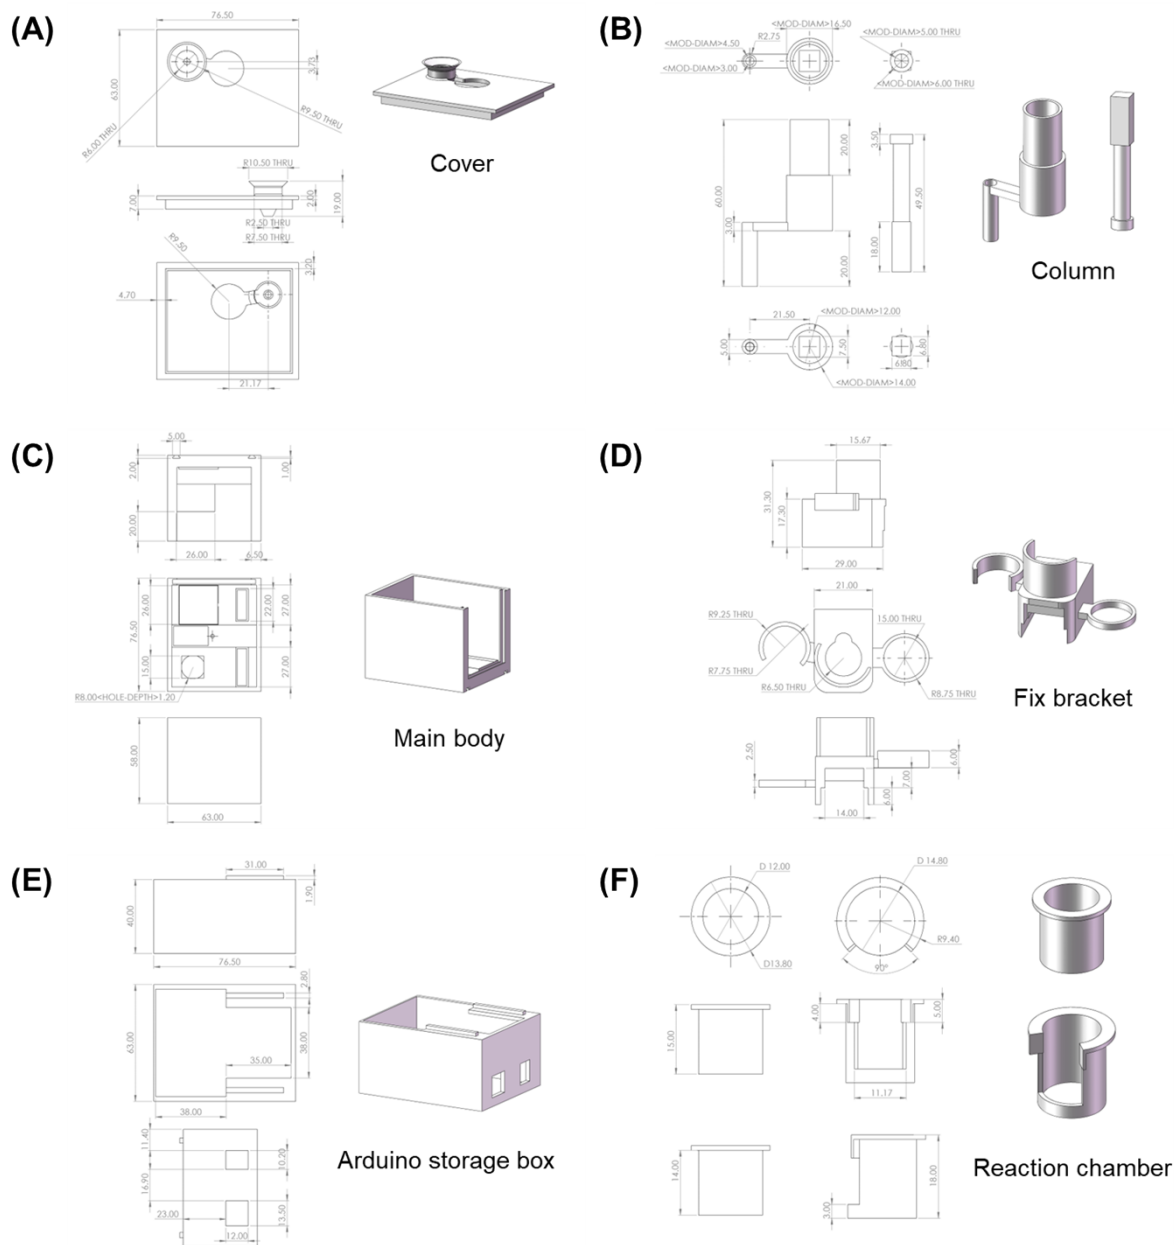 (A)
76.50
63.00
3.70
R6.00 THRU
R9.50 THRU
Cover
R10.50 THRU
7.00
2.00
19.00
R2.50 THRU
R7.50 THRU
R9.50
3.20
4.70
21.17
(B)
<MOD-DIAM>16.50
R2.75
<MOD-DIAM>4.50
<MOD-DIAM>3.00
<MOD-DIAM>5.00 THRU
<MOD-DIAM>6.00 THRU
3.50
20.00
60.00
49.50
3.00
18.00
20.00
Column
21.50
<MOD-DIAM>12.00
5.00
7.50
6.80
6.80
<MOD-DIAM>14.00
(C)
5.00
2.00
1.00
20.00
26.00
6.50
26.00
22.00
27.00
76.50
15.00
27.00
R8.00<HOLE-DEPTH>1.20
Main body
58.00
63.00
(D)
15.67
31.30
17.30
29.00
21.00
R9.25 THRU
15.00 THRU
R7.75 THRU
R6.50 THRU
R8.75 THRU
Fix bracket
2.50
6.00
7.00
6.00
14.00
(E)
31.00
1.90
40.00
76.50
2.80
63.00
38.00
35.00
38.00
Arduino storage box
11.40
10.20
16.90
23.00
13.50
12.00
(F)
D 12.00
D13.80
D 14.80
R9.40
90°
15.00
4.00
5.00
11.17
14.00
3.00
18.00
Reaction chamber